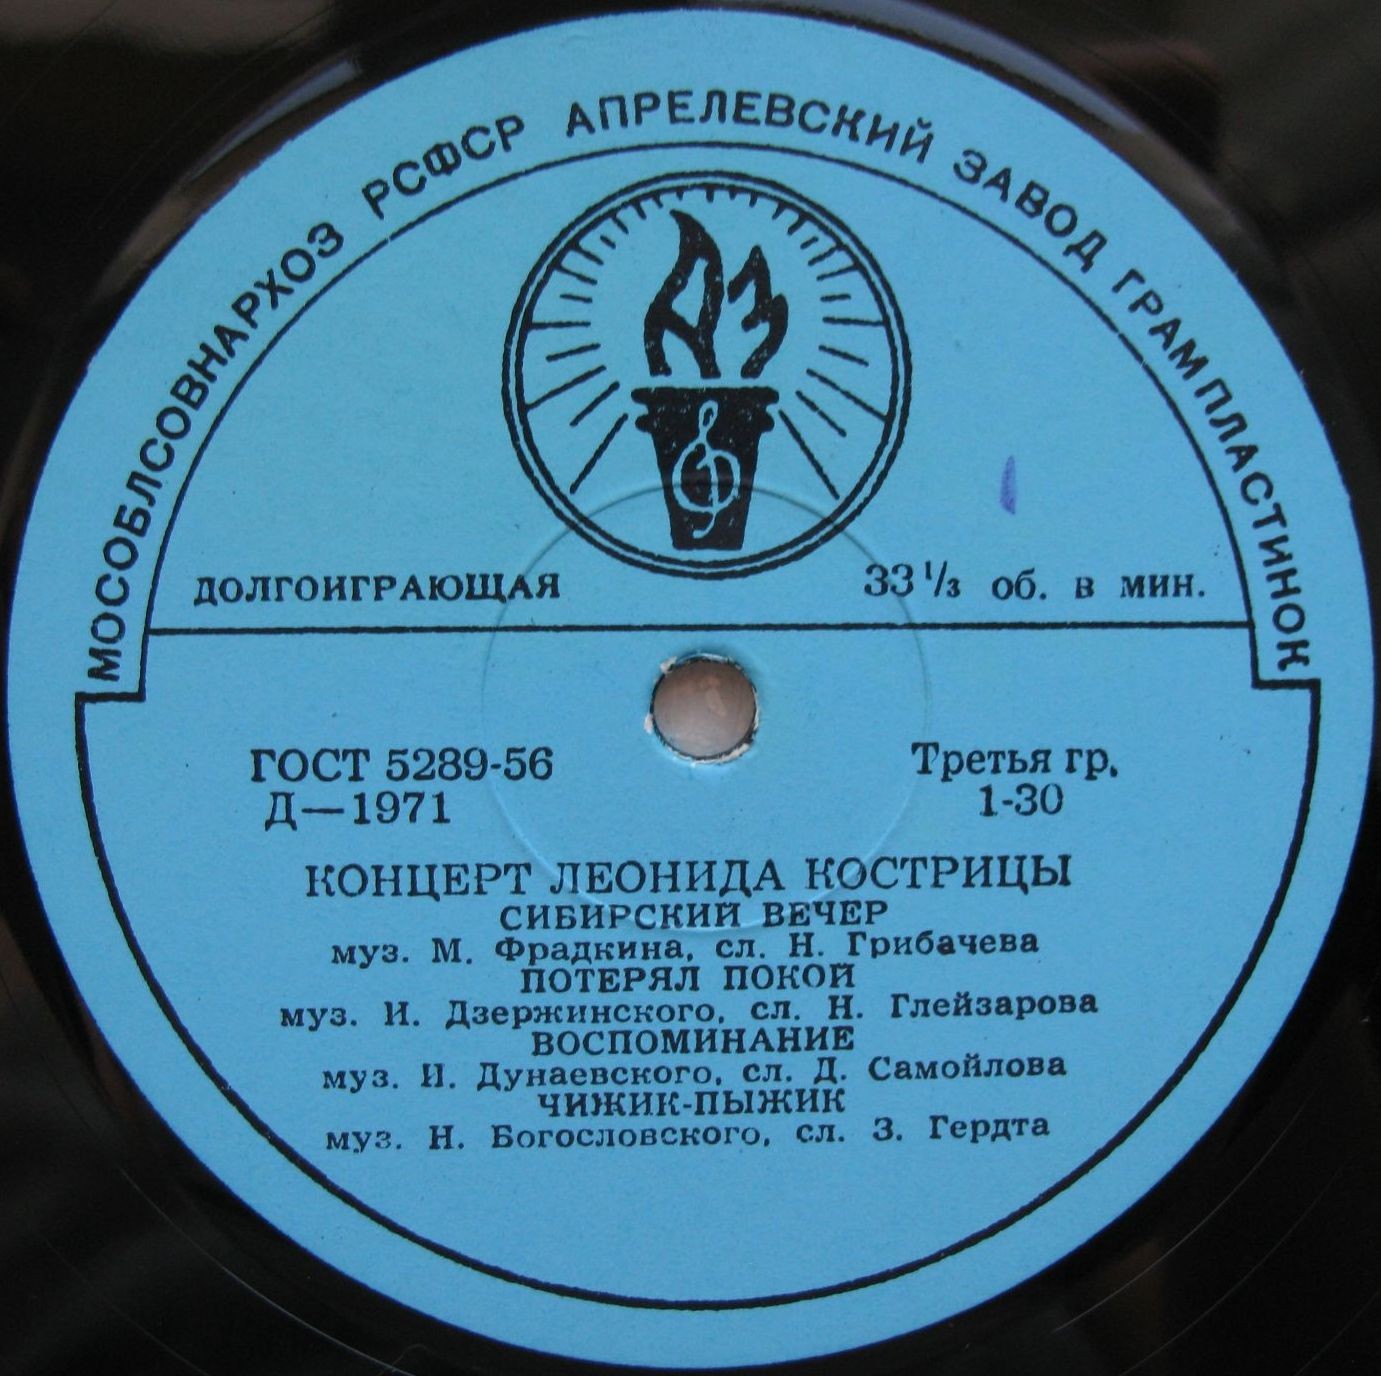 МОСОБЛСОВНАРХОЗ РСФСР АПРЕЛЕВСКИЙ ЗАВОД ГРАМПЛАСТИНОК
АЗ
ДОЛГОИГРАЮЩАЯ 33 1/3 об. в мин.
ГОСТ 5289-56 Третья гр.
Д—1971 1-30
КОНЦЕРТ ЛЕОНИДА КОСТРИЦЫ
СИБИРСКИЙ ВЕЧЕР
муз. М. Фрадкина, сл. Н. Грибачева
ПОТЕРЯЛ ПОКОЙ
муз. И. Дзержинского, сл. Н. Глейзарова
ВОСПОМИНАНИЕ
муз. И. Дунаевского, сл. Д. Самойлова
ЧИЖИК-ПЫЖИК
муз. Н. Богословского, сл. З. Гердта